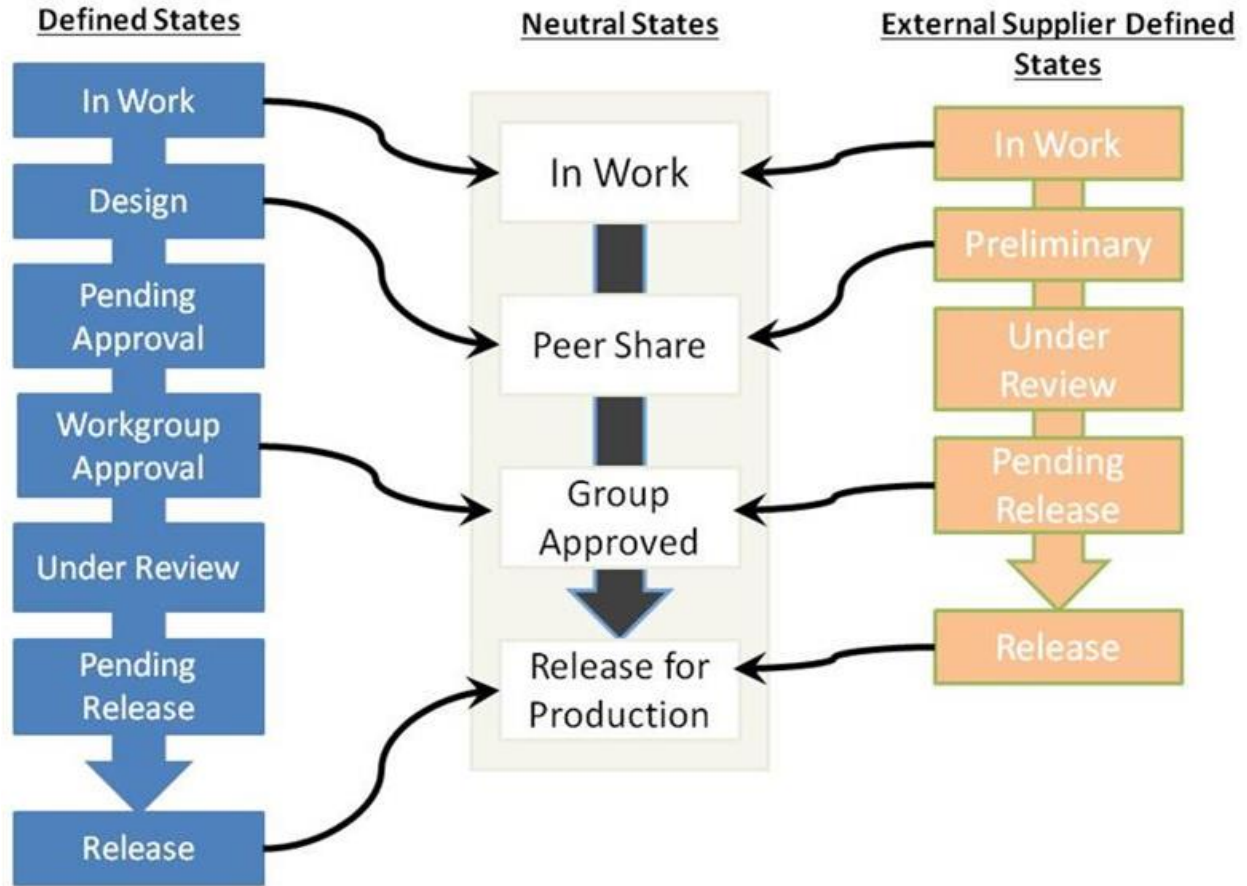 Defined States
In Work
Design
Pending
Approval
Workgroup
Approval
Under Review
Pending
Release
Release
Neutral States
In Work
Peer Share
Group
Approved
Release for
Production
External Supplier Defined
States
In Work
Preliminary
Under
Review
Pending
Release
Release